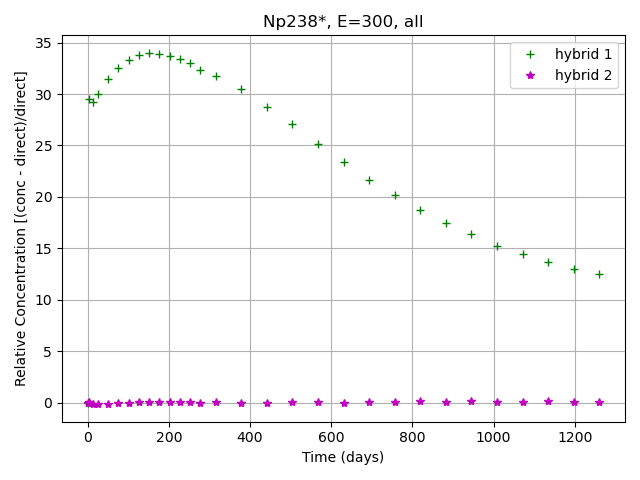 Np238*, E=300, all
Relative Concentration [(conc - direct)/direct]
35
30
25
20
15
10
5
0
hybrid 1
hybrid 2
0 200 400 600 800 1000 1200
Time (days)